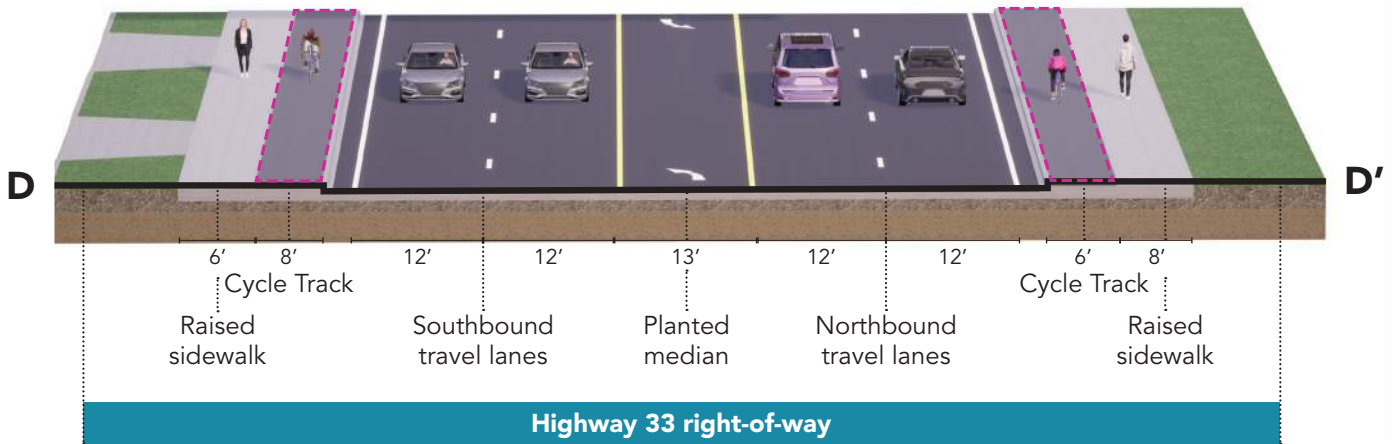 D
D’
6’ 8’ 12’ 12’ 13’ 12’ 12’ 6’ 8’
Cycle Track
Cycle Track
Raised
sidewalk
Southbound
travel lanes
Planted
median
Northbound
travel lanes
Raised
sidewalk
Highway 33 right-of-way